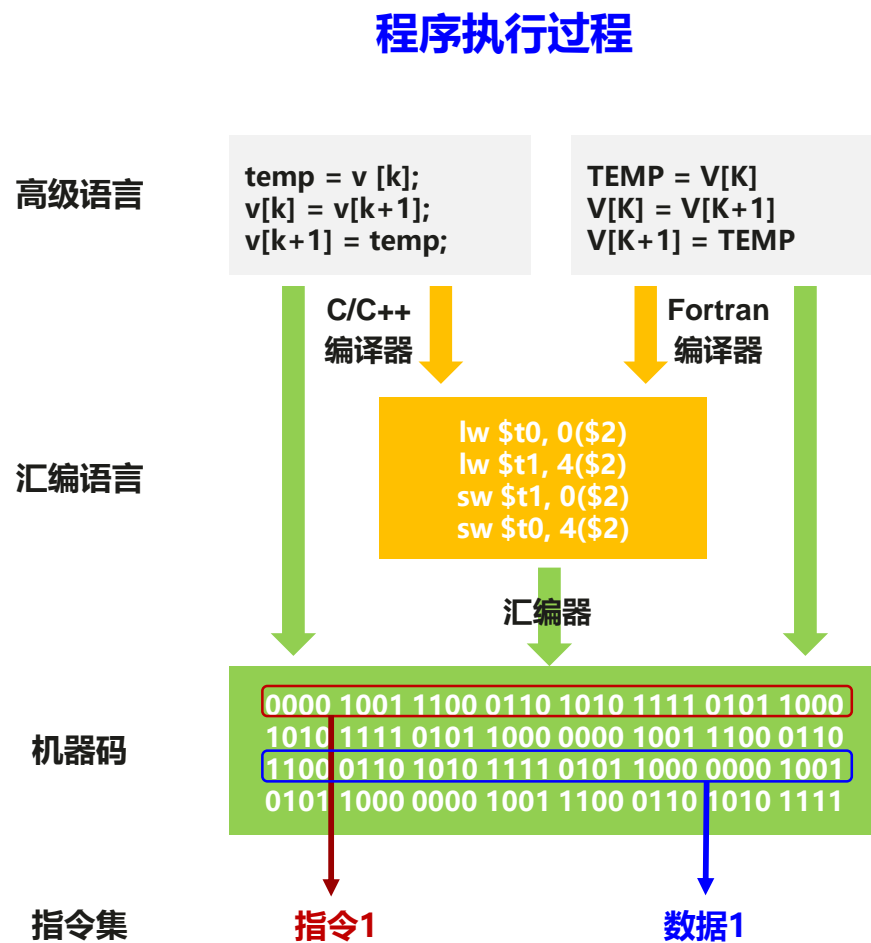 程序执行过程
高级语言
temp = v [k];
v[k] = v[k+1];
v[k+1] = temp;
TEMP = V[K]
V[K] = V[K+1]
V[K+1] = TEMP
C/C++
编译器
Fortran
编译器
汇编语言
lw $t0, 0($2)
lw $t1, 4($2)
sw $t1, 0($2)
sw $t0, 4($2)
汇编器
机器码
0000 1001 1100 0110 1010 1111 0101 1000
1010 1111 0101 1000 0000 1001 1100 0110
1100 0110 1010 1111 0101 1000 0000 1001
0101 1000 0000 1001 1100 0110 1010 1111
指令集
指令1
数据1